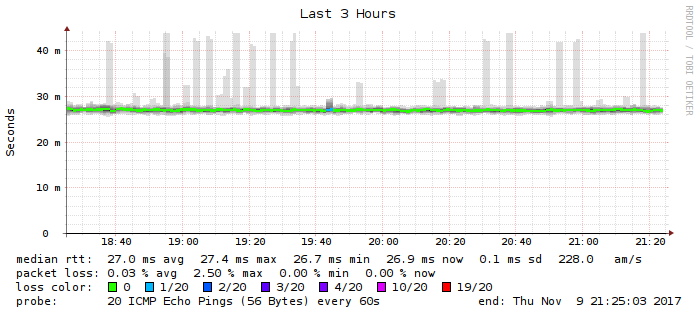 Last 3 Hours
RRDTOOL / TOBI OETIKER
Seconds
40 m
30 m
20 m
10 m
0
18:40 19:00 19:20 19:40 20:00 20:20 20:40 21:00 21:20
median rtt: 27.0 ms avg 27.4 ms max 26.7 ms min 26.9 ms now 0.1 ms sd 228.0 am/s
packet loss: 0.03 % avg 2.50 % max 0.00 % min 0.00 % now
loss color: 0 1/20 2/20 3/20 4/20 10/20 19/20
probe: 20 ICMP Echo Pings (56 Bytes) every 60s end: Thu Nov 9 21:25:03 2017